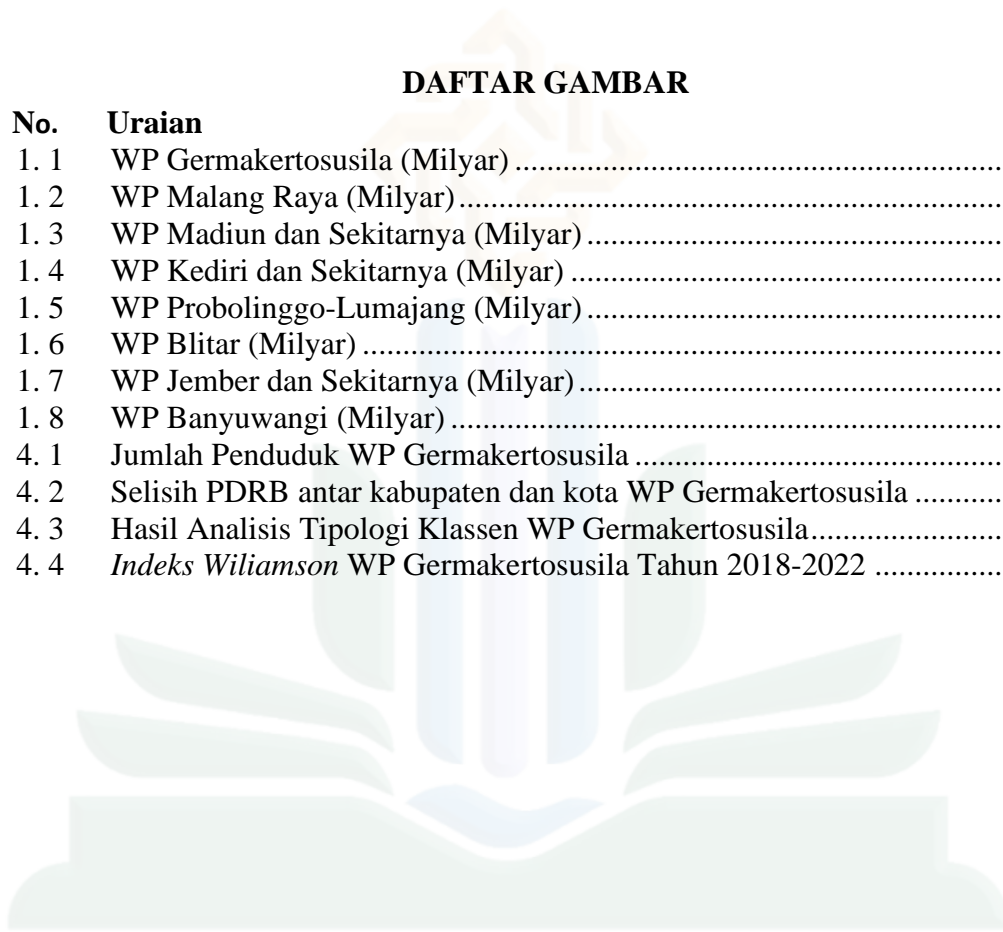 DAFTAR GAMBAR
No. Uraian
1. 1 WP Germakertosusila (Milyar) ........................................................................
1. 2 WP Malang Raya (Milyar) ................................................................................
1. 3 WP Madiun dan Sekitarnya (Milyar) ..............................................................
1. 4 WP Kediri dan Sekitarnya (Milyar) ................................................................
1. 5 WP Probolinggo-Lumajang (Milyar) ..............................................................
1. 6 WP Blitar (Milyar) ...........................................................................................
1. 7 WP Jember dan Sekitarnya (Milyar) ...............................................................
1. 8 WP Banyuwangi (Milyar) .................................................................................
4. 1 Jumlah Penduduk WP Germakertosusila .......................................................
4. 2 Selisih PDRB antar kabupaten dan kota WP Germakertosusila .............
4. 3 Hasil Analisis Tipologi Klassen WP Germakertosusila............................
4. 4 Indeks Wiliamson WP Germakertosusila Tahun 2018-2022 ...................